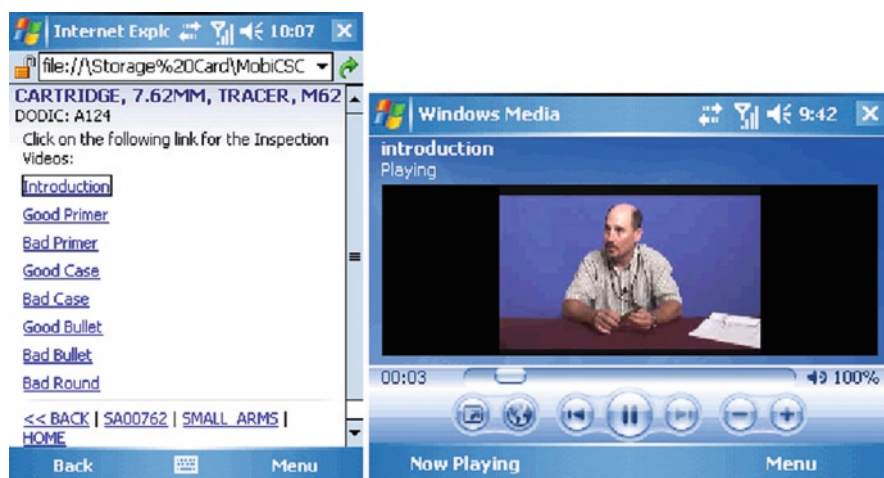 Internet Explc 10:07
file://\Storage%20Card\MobiCSC
CARTRIDGE, 7.62MM, TRACER, M62
DODIC: A124
Click on the following link for the Inspection
Videos:
Introduction
Good Primer
Bad Primer
Good Case
Bad Case
Good Bullet
Bad Bullet
Bad Round
<< BACK | SA00762 | SMALL_ARMS |
HOME
Back Menu
Windows Media 9:42
introduction
Playing
00:03 100%
Now Playing Menu